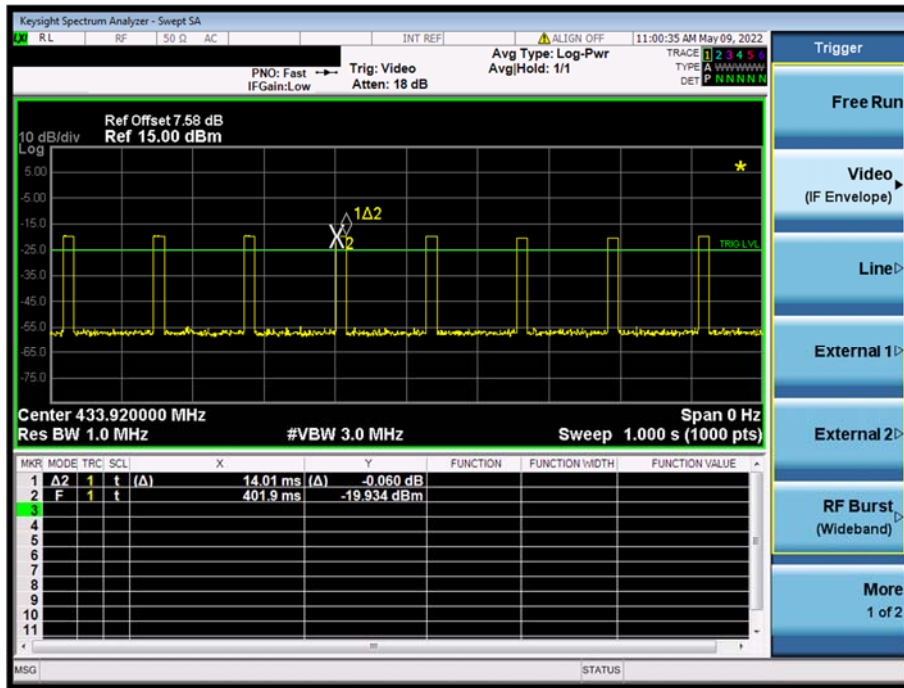 Keysight Spectrum Analyzer - Swept SA
LXI RL RF 50 Ω AC INT REF ALIGN OFF 11:00:35 AM May 09, 2022
PNO: Fast Trig: Video Avg Type: Log-Pwr TRACE 1 2 3 4 5 6
IFGain:Low Atten: 18 dB Avg|Hold: 1/1 TYPE A WWWWW
DET P N N N N N
Ref Offset 7.58 dB
10 dB/div Ref 15.00 dBm
Log
5.00
-5.00
-15.0
-25.0
-35.0
-45.0
-55.0
-65.0
-75.0
1Δ2
2
TRIG LVL
*
Center 433.920000 MHz Span 0 Hz
Res BW 1.0 MHz #VBW 3.0 MHz Sweep 1.000 s (1000 pts)
MKR MODE TRC SCL X Y FUNCTION FUNCTION WIDTH FUNCTION VALUE
1 Δ2 1 t (Δ) 14.01 ms (Δ) -0.060 dB
2 F 1 t 401.9 ms -19.934 dBm
3
4
5
6
7
8
9
10
11
MSG STATUS
Trigger
Free Run
Video
(IF Envelope)
Line
External 1
External 2
RF Burst
(Wideband)
More
1 of 2